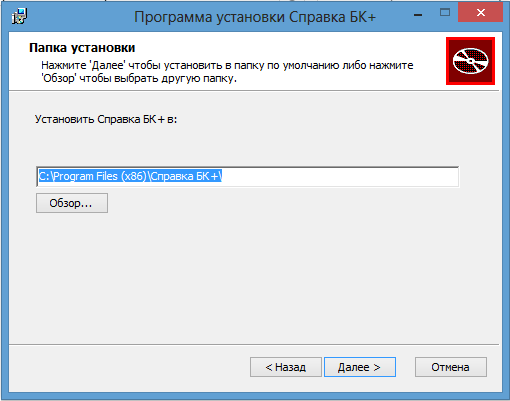 Программа установки Справка БК+
Папка установки
Нажмите 'Далее' чтобы установить в папку по умолчанию либо нажмите
'Обзор' чтобы выбрать другую папку.
Установить Справка БК+ в:
C:\Program Files (x86)\Справка БК+\
Обзор...
< Назад
Далее >
Отмена